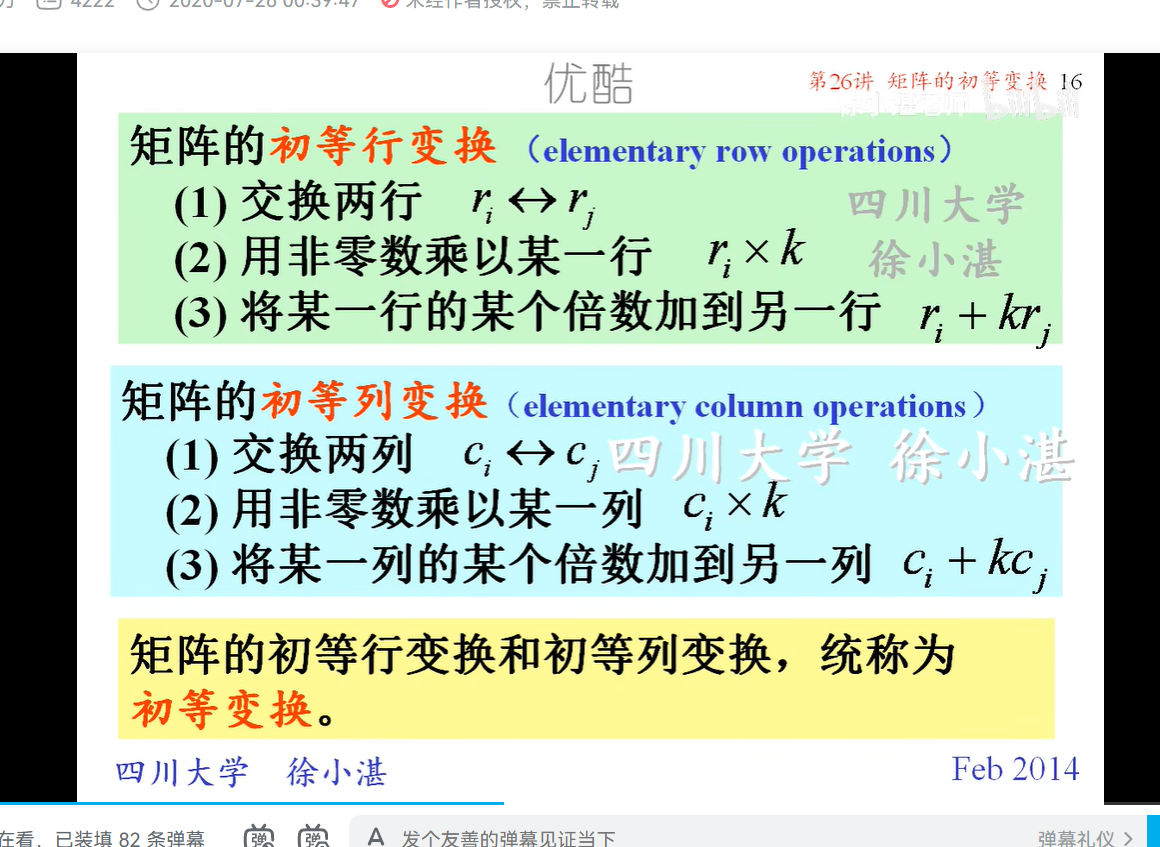 4222 2020-07-26 00:39:47 未经作者授权，禁止转载
优酷
第26讲 矩阵的初等变换 16
bilibili
矩阵的初等行变换（elementary row operations）
(1) 交换两行 r_i ↔ r_j
四川大学
(2) 用非零数乘以某一行 r_i × k
徐小湛
(3) 将某一行的某个倍数加到另一行 r_i + kr_j
矩阵的初等列变换（elementary column operations）
(1) 交换两列 c_i ↔ c_j
四川大学 徐小湛
(2) 用非零数乘以某一列 c_i × k
(3) 将某一列的某个倍数加到另一列 c_i + kc_j
矩阵的初等行变换和初等列变换，统称为
初等变换。
四川大学 徐小湛 Feb 2014
在看，已装填 82 条弹幕 弹 弹 A 发个友善的弹幕见证当下 弹幕礼仪 >